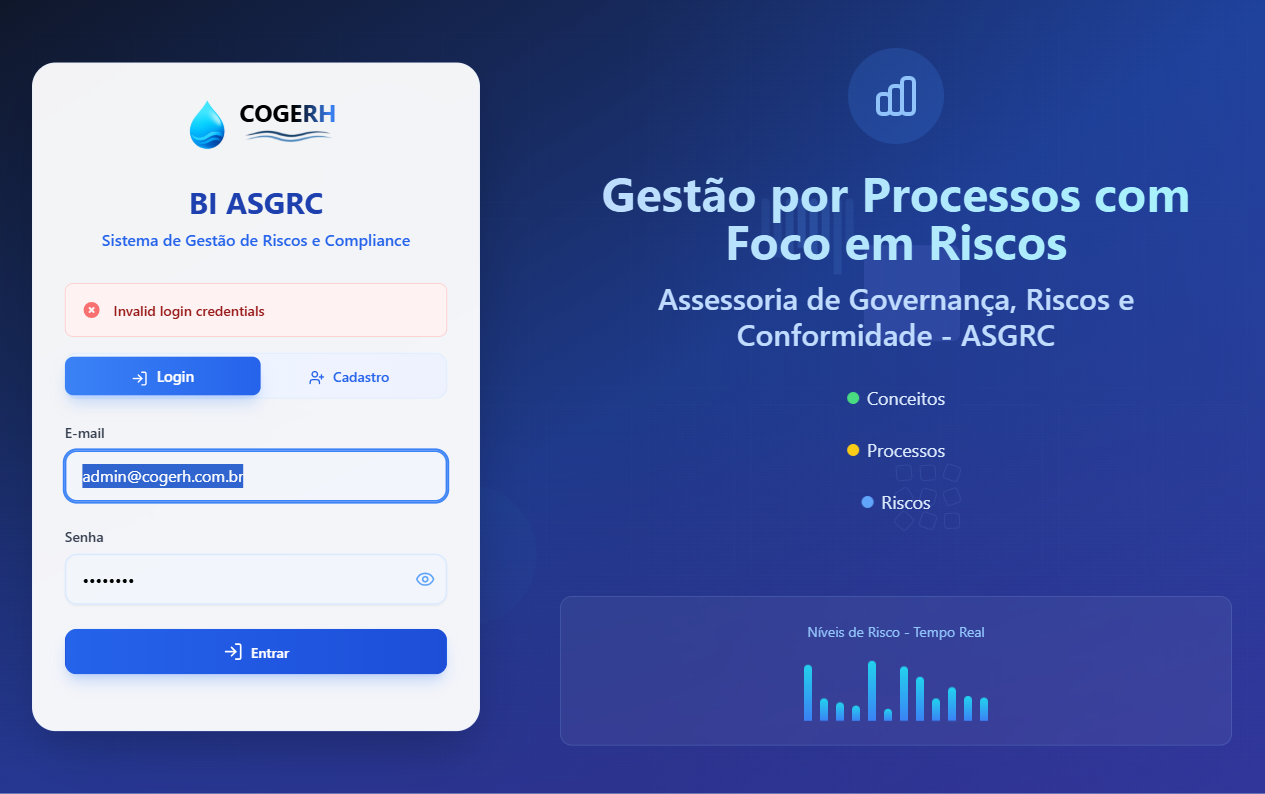 COGERH
BI ASGRC
Sistema de Gestão de Riscos e Compliance
Invalid login credentials
Login
Cadastro
E-mail
admin@cogerh.com.br
Senha
••••••••
Entrar
Gestão por Processos com
Foco em Riscos
Assessoria de Governança, Riscos e
Conformidade - ASGRC
Conceitos
Processos
Riscos
Níveis de Risco - Tempo Real